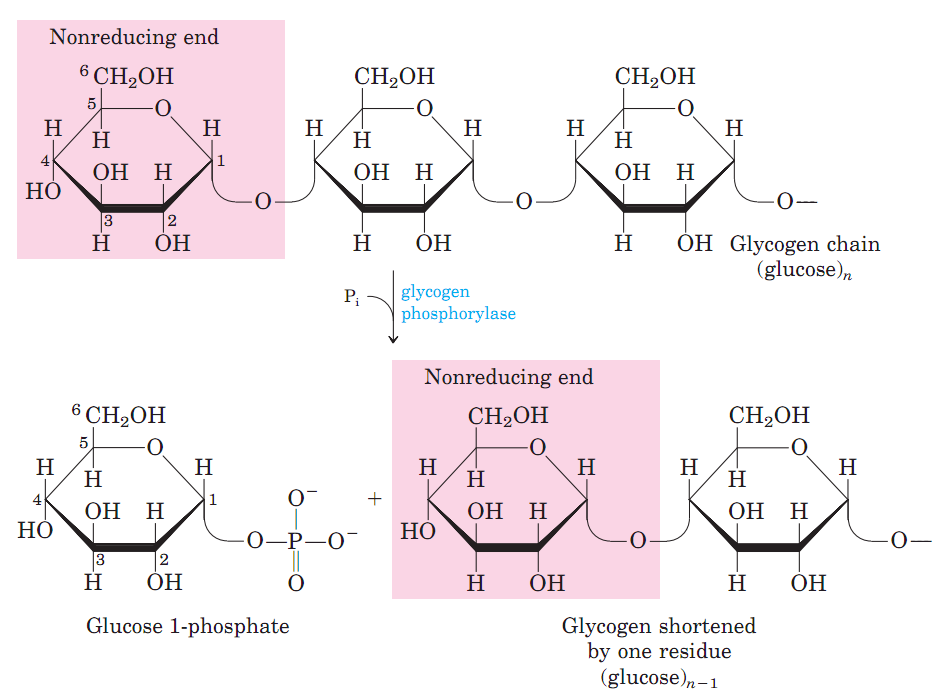 Nonreducing end
⁶CH₂OH CH₂OH CH₂OH
5 O O O
H H H H H H
H H H
4 1
OH H OH H OH H
HO O O O
3 2
H OH H OH H OH
Glycogen chain
(glucose)ₙ
Pᵢ glycogen
phosphorylase
Nonreducing end
⁶CH₂OH CH₂OH CH₂OH
5 O O O
H H H H H H
H H H
4 1 O⁻ +
OH H OH H OH H
HO O P O⁻ HO O O
3 2
H OH O H OH H OH
Glucose 1-phosphate
Glycogen shortened
by one residue
(glucose)ₙ₋₁